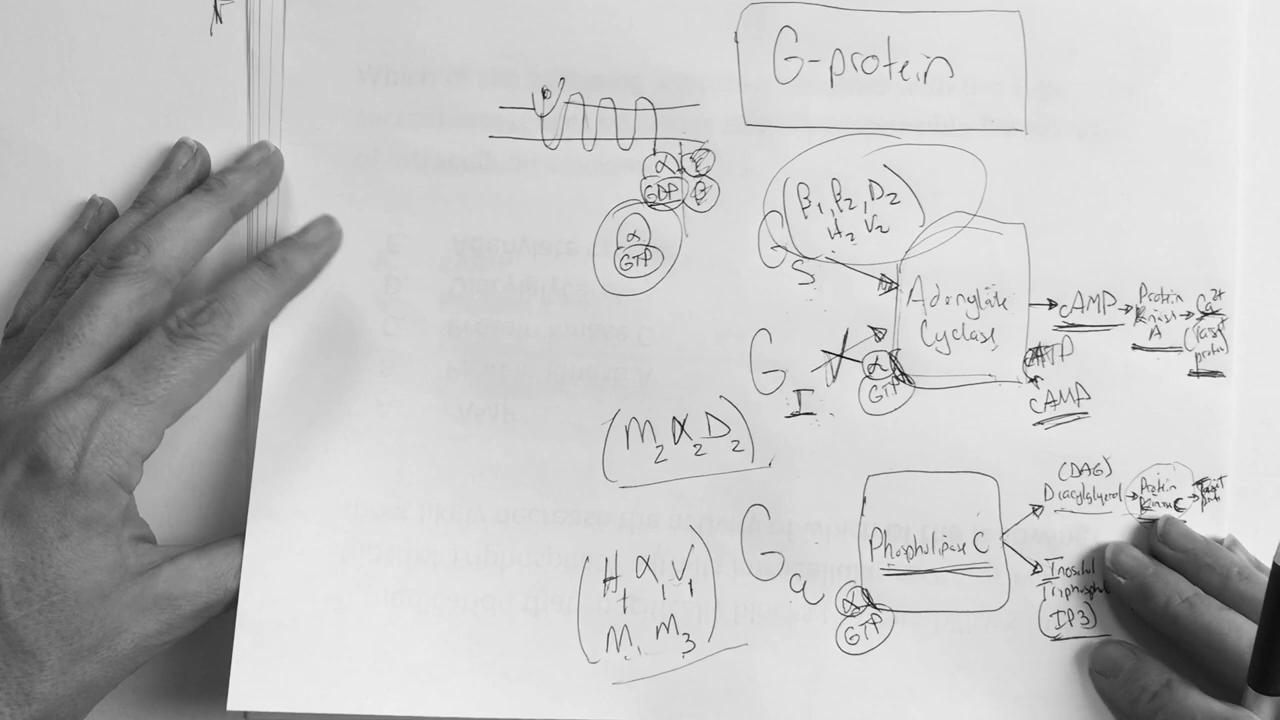 G-protein
α
GDP
β
α
GTP
(β1, β2, D2
H2 V2)
GS
Adenylate
Cyclase
cAMP → Protein
Kinase
A
Ca2+
ATP
cAMP
GI
α
GTP
(M2 α2 D2)
(DAG)
Diacylglycerol → Protein
Kinase C
Gq
Phospholipase C
α
GTP
Inositol
(IP3)
(H1 α1 V1
M1 M3)